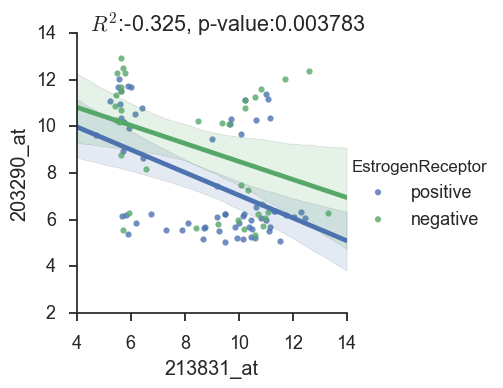 R²:-0.325, p-value:0.003783
14
12
10
8
6
4
2
203290_at
4 6 8 10 12 14
213831_at
EstrogenReceptor
positive
negative